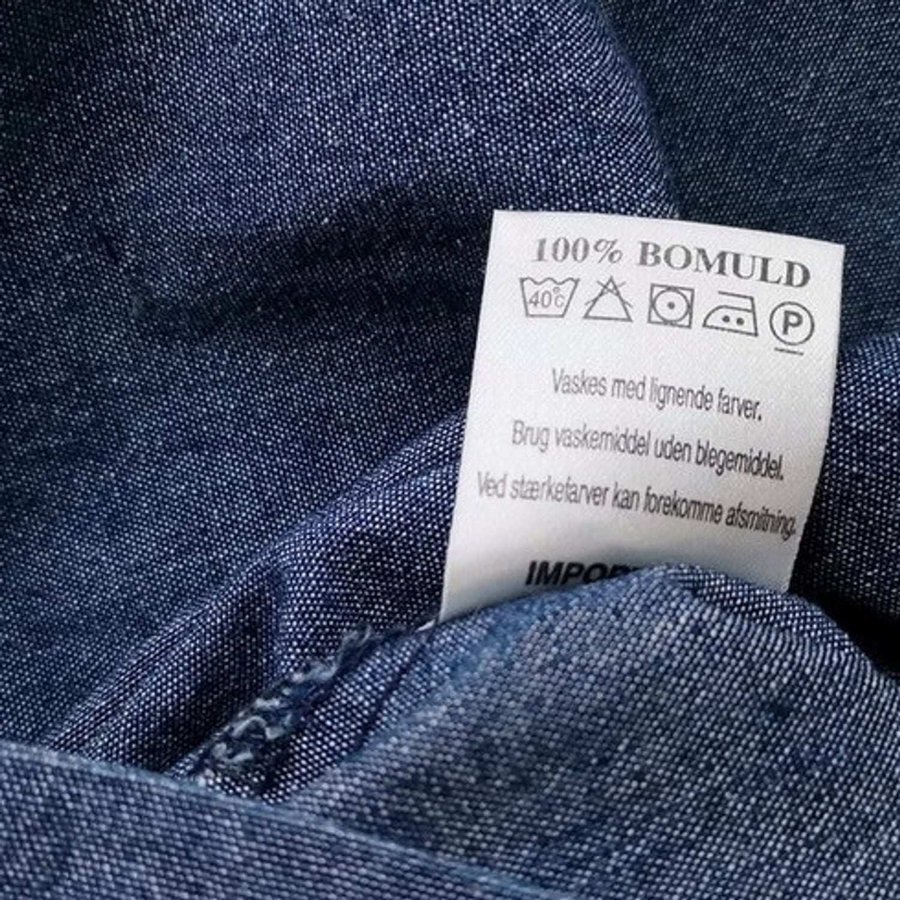 100% BOMULD
40°C P
Vaskes med lignende farver.
Brug vaskemiddel uden blegemiddel.
Ved stærkefarver kan forekomme afsmitning.